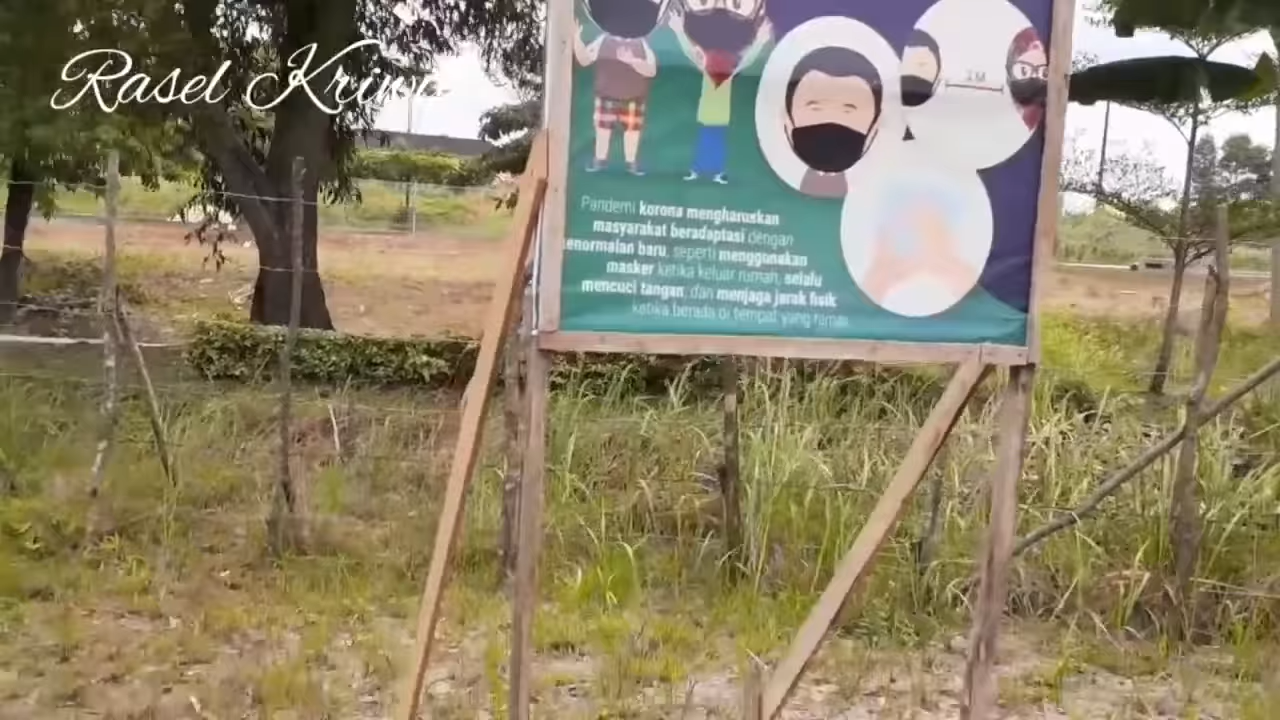 Rasel
1 M
Pandemi korona mengharuskan
masyarakat beradaptasi dengan
kenormalan baru, seperti menggunakan
masker ketika keluar rumah, selalu
mencuci tangan, dan menjaga jarak fisik
ketika berada di tempat yang ramai